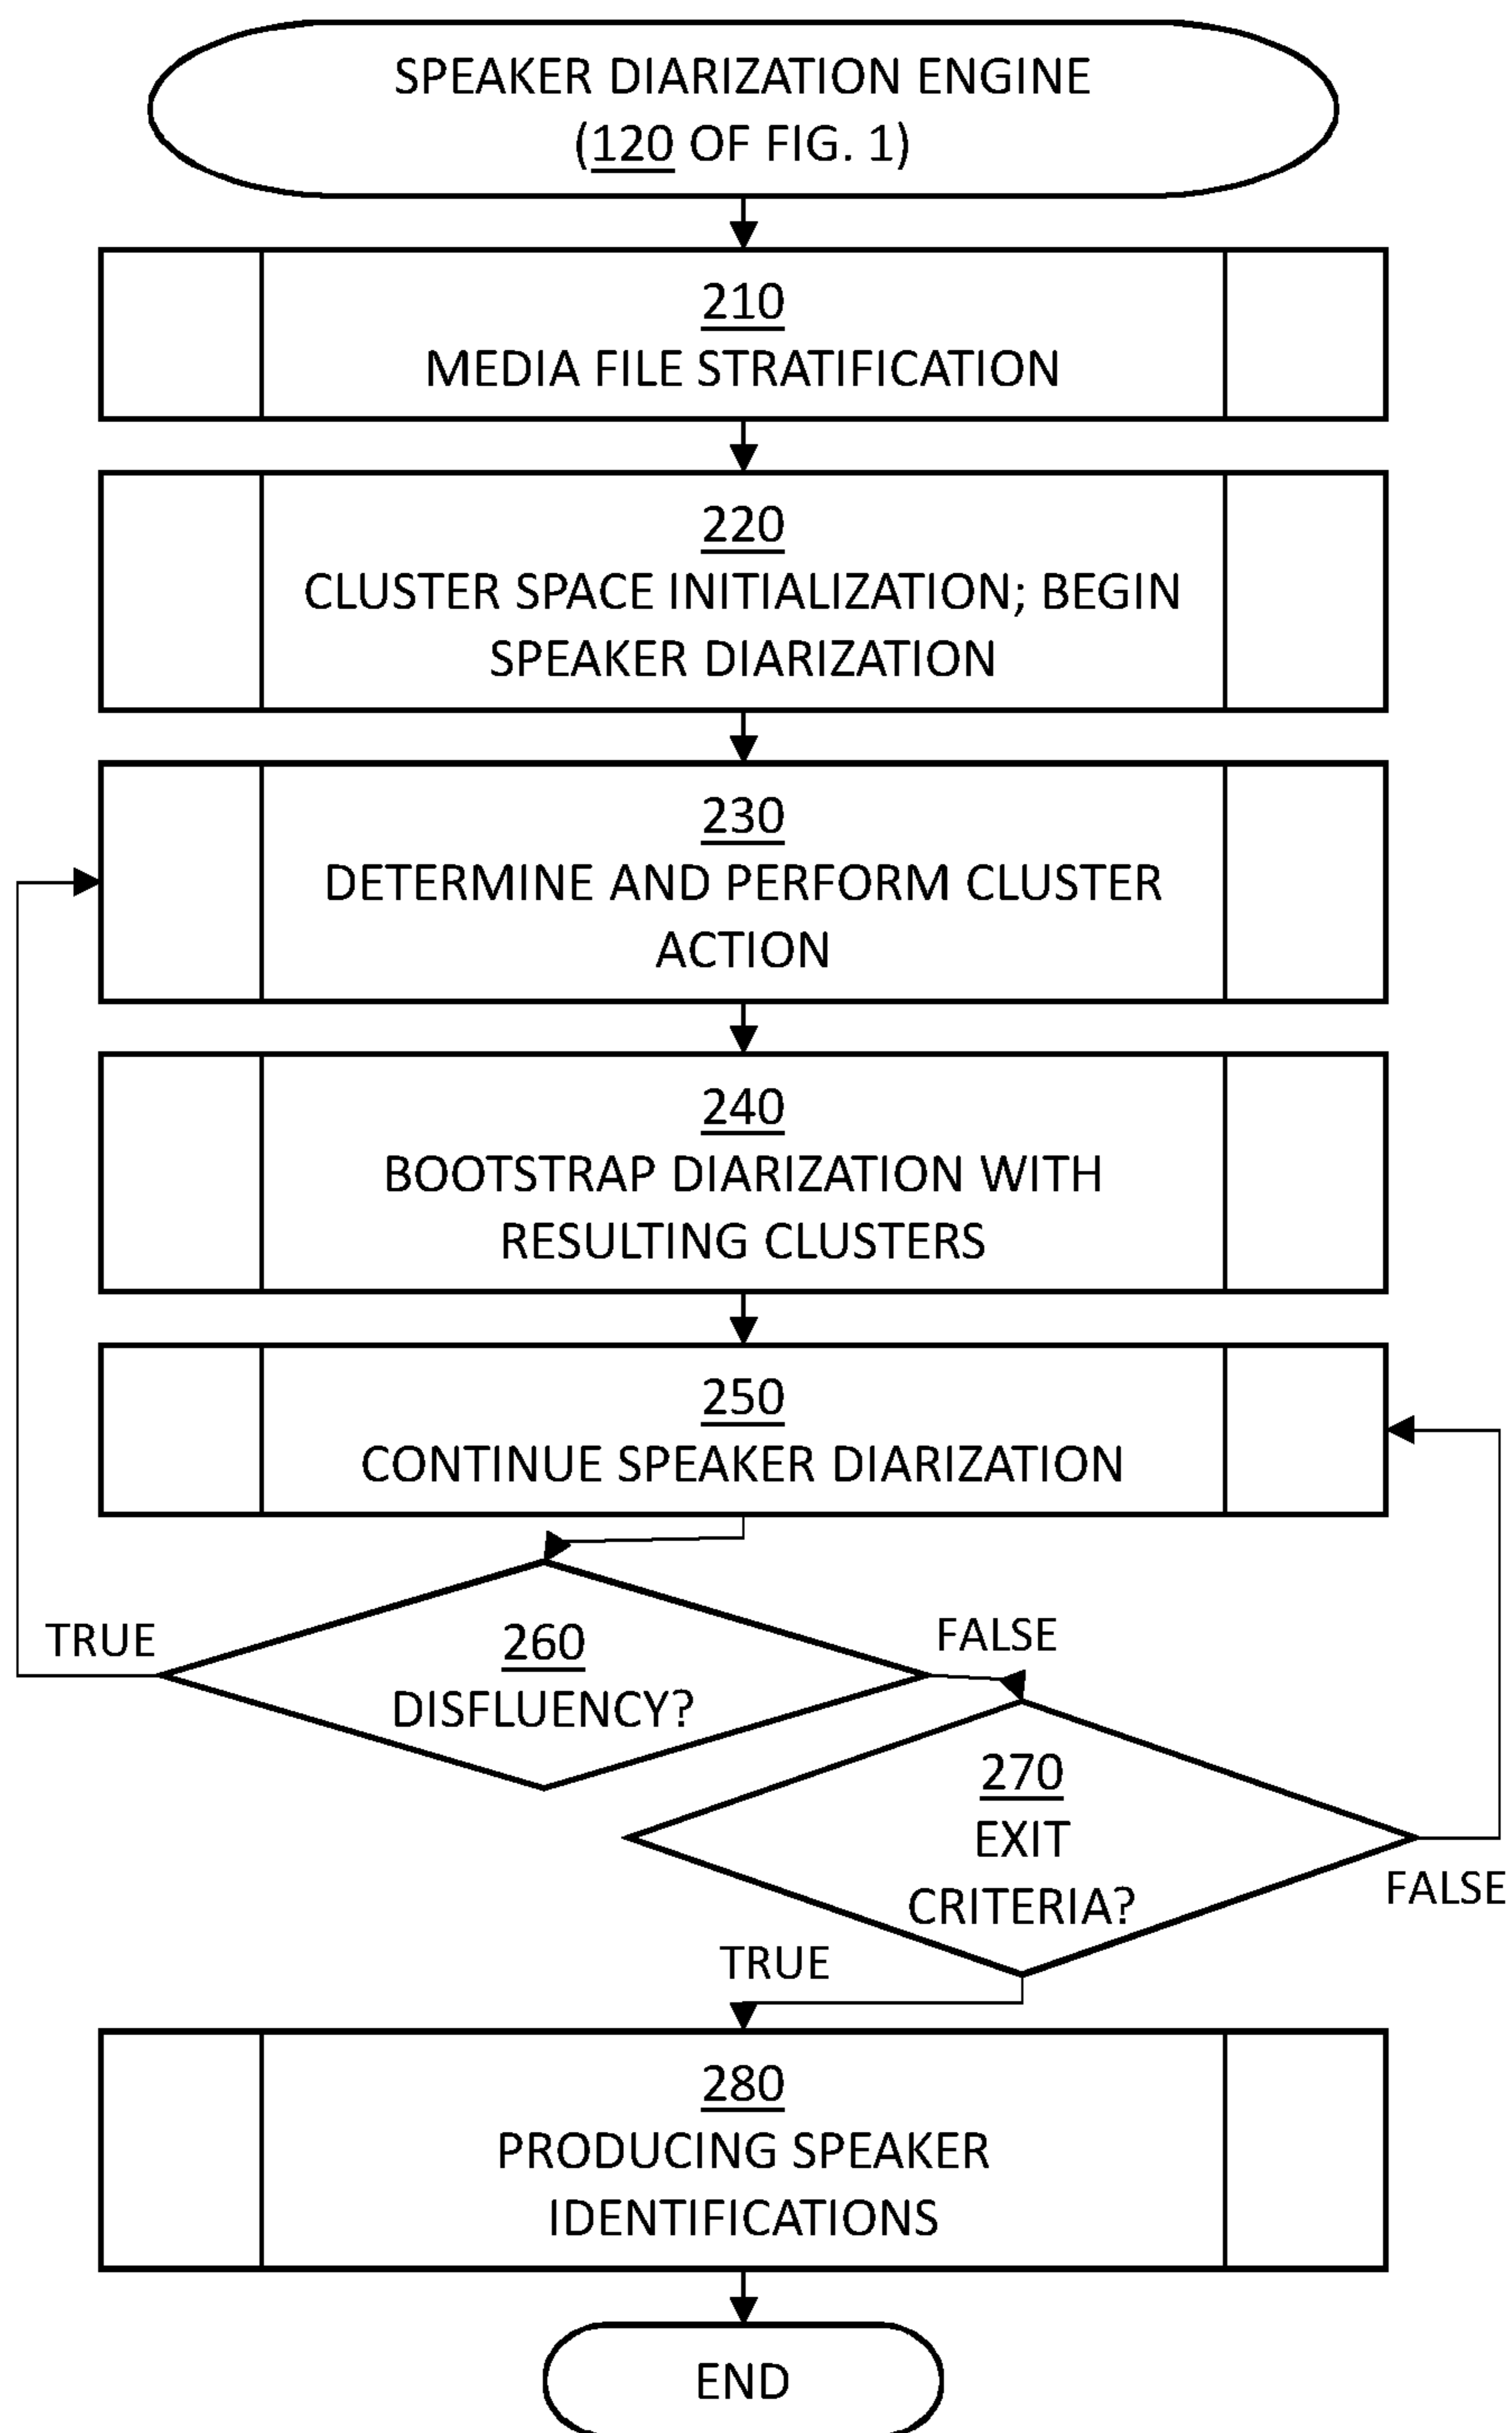 SPEAKER DIARIZATION ENGINE
(120 OF FIG. 1)
210
MEDIA FILE STRATIFICATION
220
CLUSTER SPACE INITIALIZATION; BEGIN
SPEAKER DIARIZATION
230
DETERMINE AND PERFORM CLUSTER
ACTION
240
BOOTSTRAP DIARIZATION WITH
RESULTING CLUSTERS
250
CONTINUE SPEAKER DIARIZATION
TRUE
260
DISFLUENCY?
FALSE
270
EXIT
CRITERIA?
FALSE
TRUE
280
PRODUCING SPEAKER
IDENTIFICATIONS
END